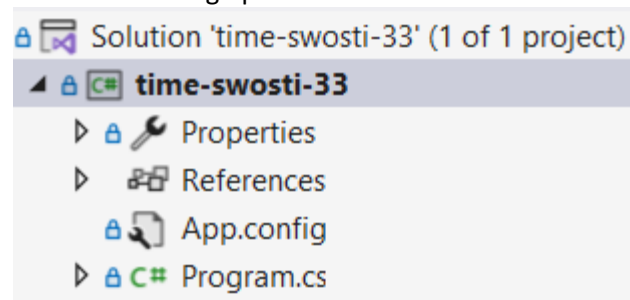 Solution 'time-swosti-33' (1 of 1 project)
C# time-swosti-33
Properties
References
App.config
C# Program.cs